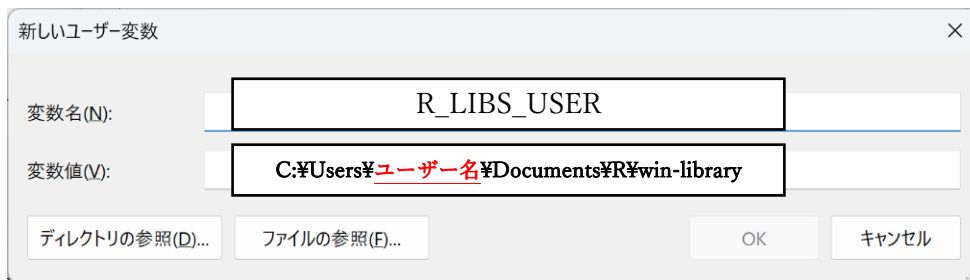 新しいユーザー変数
変数名(N):
R_LIBS_USER
変数値(V):
C:¥Users¥ユーザー名¥Documents¥R¥win-library
ディレクトリの参照(D)...
ファイルの参照(F)...
OK
キャンセル